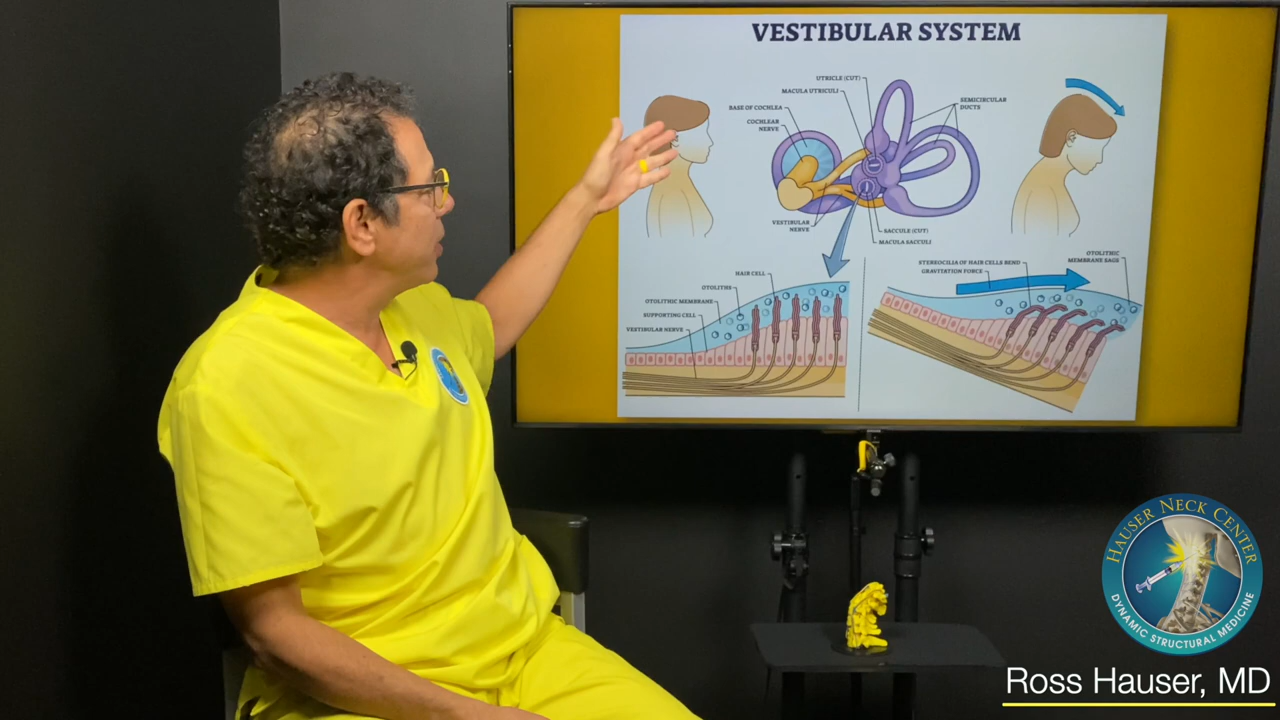 VESTIBULAR SYSTEM
UTRICLE (CUT)
MACULA UTRICULI
BASE OF COCHLEA
COCHLEAR
NERVE
SEMICIRCULAR
DUCTS
VESTIBULAR
NERVE
SACCULE (CUT)
MACULA SACCULI
HAIR CELL
OTOLITHS
OTOLITHIC MEMBRANE
SUPPORTING CELL
VESTIBULAR NERVE
OTOLITHIC
MEMBRANE SAGS
STEREOCILIA OF HAIR CELLS BEND
GRAVITATION FORCE
HAUSER NECK CENTER
DYNAMIC STRUCTURAL MEDICINE
Ross Hauser, MD